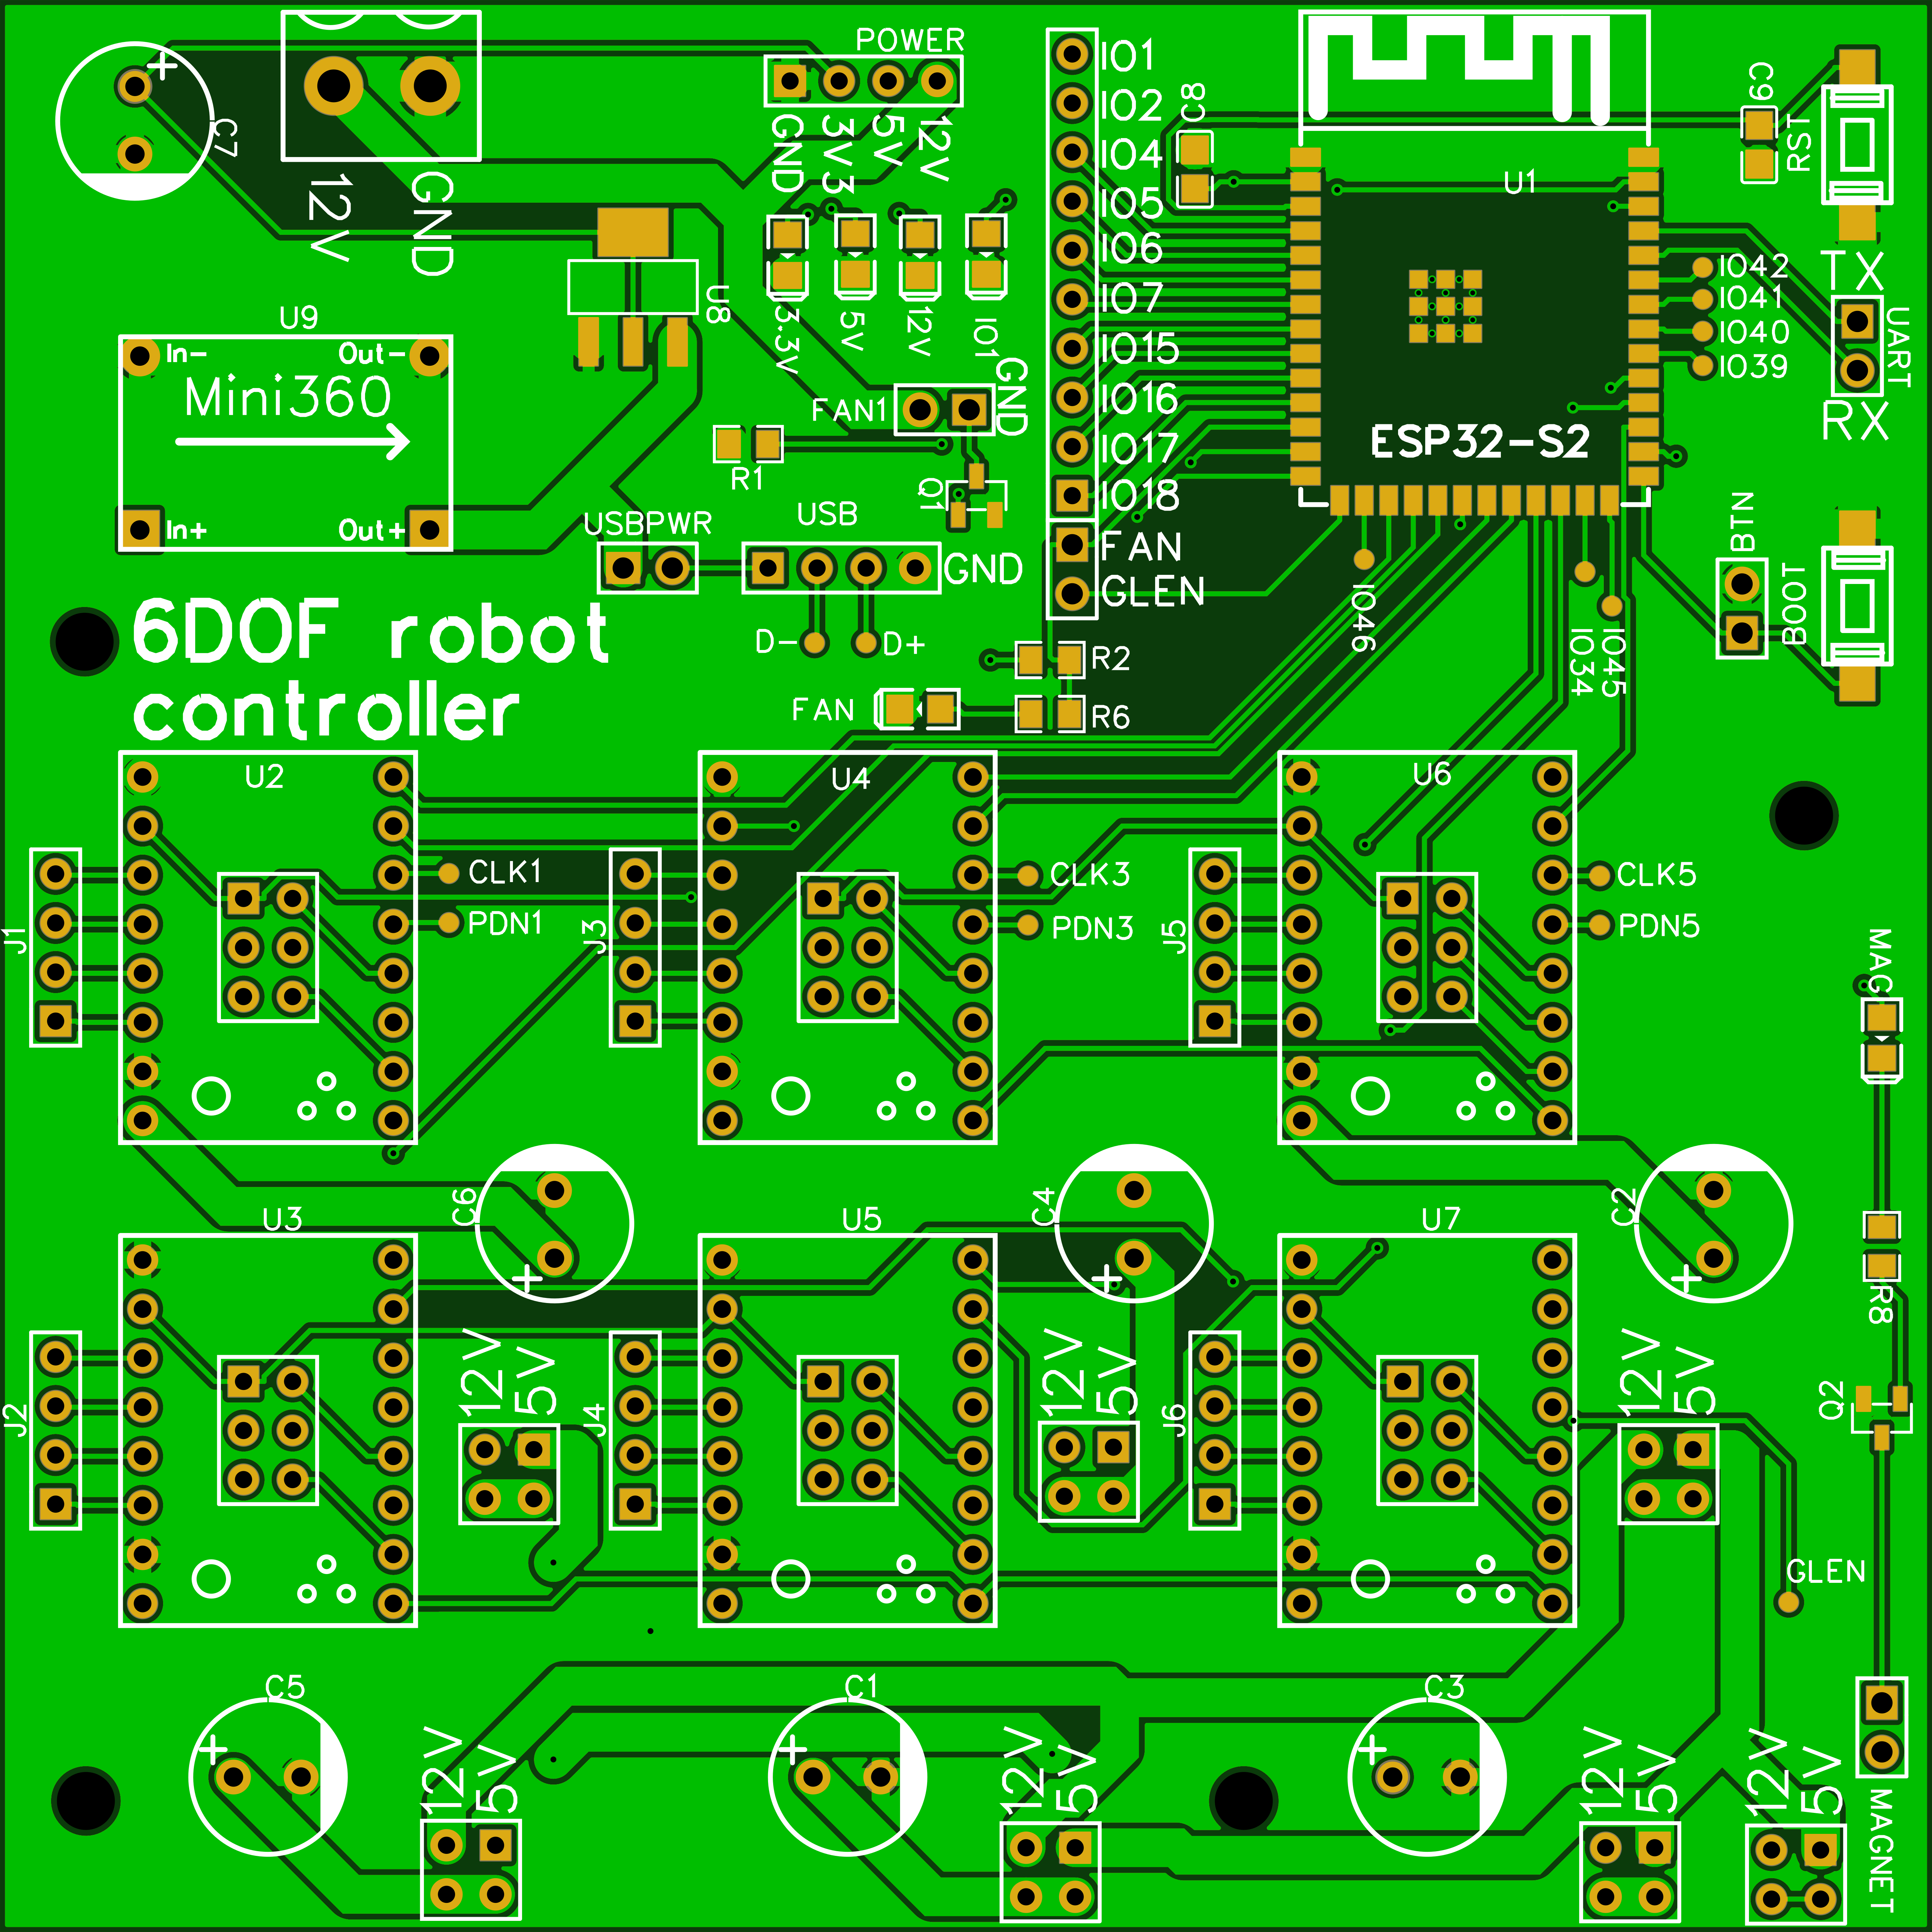 POWER
GND
3V3
5V
12V
C7
12V
GND
IO1
IO2
IO4
IO5
IO6
IO7
IO15
IO16
IO17
IO18
FAN
GLEN
C8
U1
C9
RST
IO42
IO41
IO40
IO39
TX
UART
RX
ESP32-S2
U8
3.3V
5V
12V
IO1
U9
In-
Out-
Mini360
In+
Out+
FAN1
GND
R1
Q1
USBPWR
USB
GND
D-
D+
BTN
BOOT
IO46
IO34
IO45
6DOF robot
controller
R2
FAN
R6
U2
U4
U6
CLK1
PDN1
CLK3
PDN3
CLK5
PDN5
J1
J3
J5
MAG
C6
C4
C2
U3
U5
U7
R8
J2
12V
5V
J4
12V
5V
J6
12V
5V
Q2
GLEN
C5
C1
C3
12V
5V
12V
5V
12V
5V
12V
5V
MAGNET